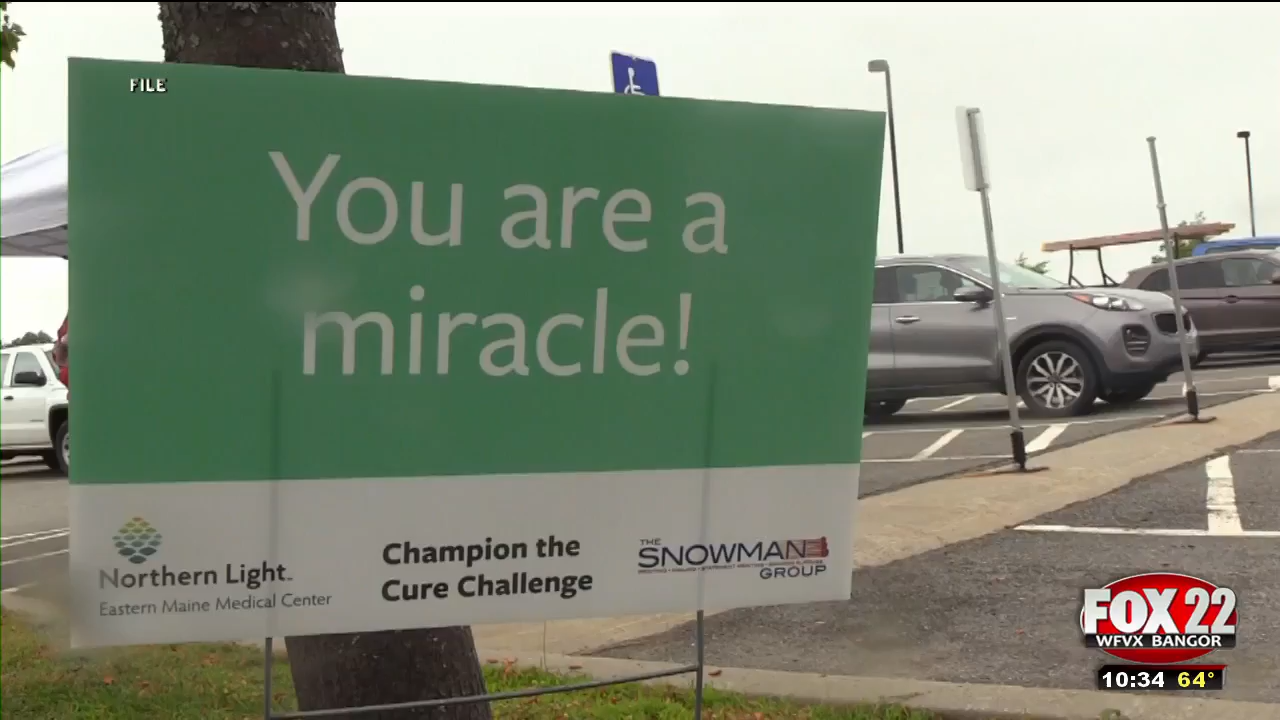 FILE
You are a
miracle!
Northern Light
Eastern Maine Medical Center
Champion the
Cure Challenge
THE
SNOWMAN
GROUP
FOX 22
WFVX BANGOR
10:34 64°